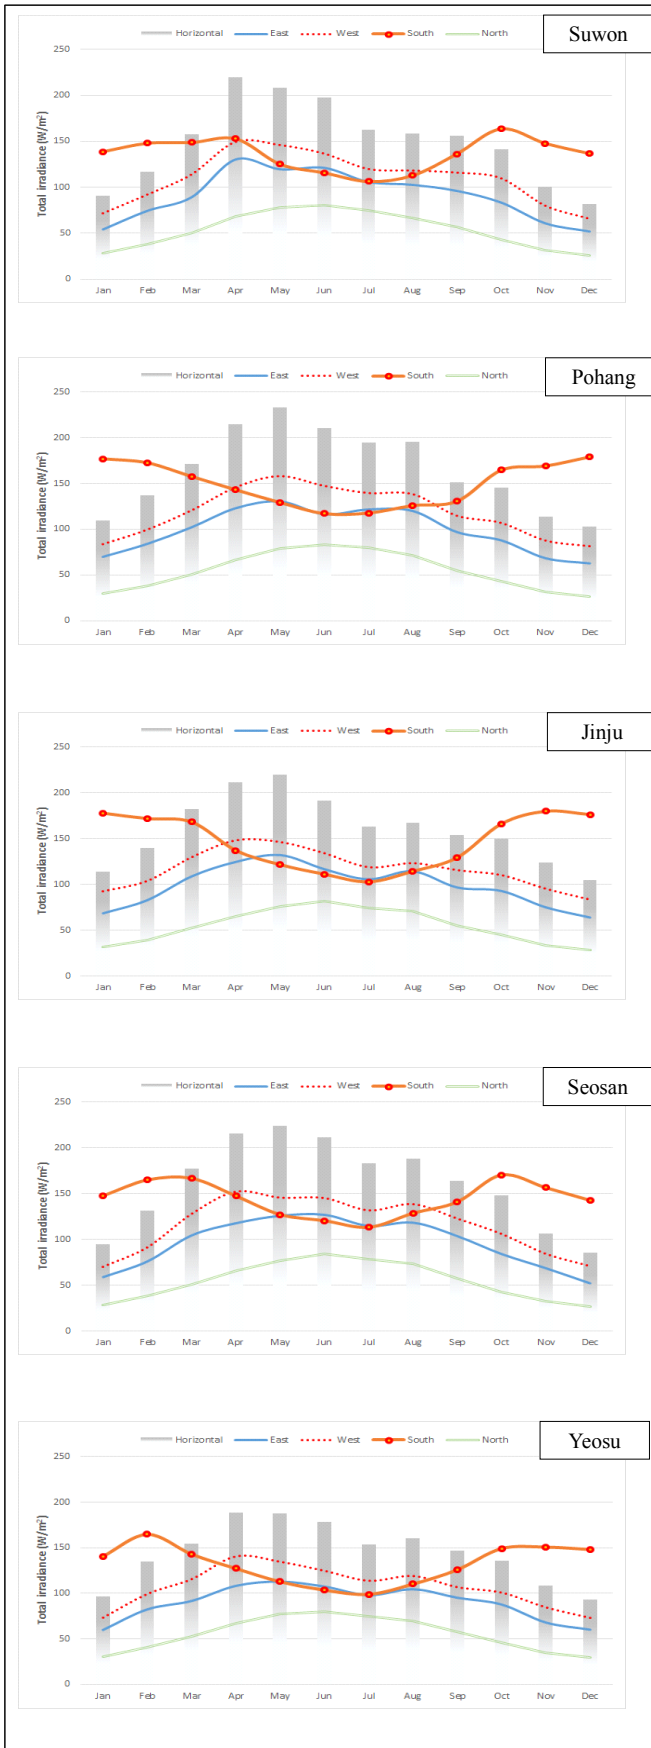 Suwon
Horizontal East West South North
Total irradiance (W/m²)
250
200
150
100
50
0
Jan Feb Mar Apr May Jun Jul Aug Sep Oct Nov Dec
Pohang
Horizontal East West South North
Total irradiance (W/m²)
250
200
150
100
50
0
Jan Feb Mar Apr May Jun Jul Aug Sep Oct Nov Dec
Jinju
Horizontal East West South North
Total irradiance (W/m²)
250
200
150
100
50
0
Jan Feb Mar Apr May Jun Jul Aug Sep Oct Nov Dec
Seosan
Horizontal East West South North
Total irradiance (W/m²)
250
200
150
100
50
0
Jan Feb Mar Apr May Jun Jul Aug Sep Oct Nov Dec
Yeosu
Horizontal East West South North
Total irradiance (W/m²)
250
200
150
100
50
0
Jan Feb Mar Apr May Jun Jul Aug Sep Oct Nov Dec